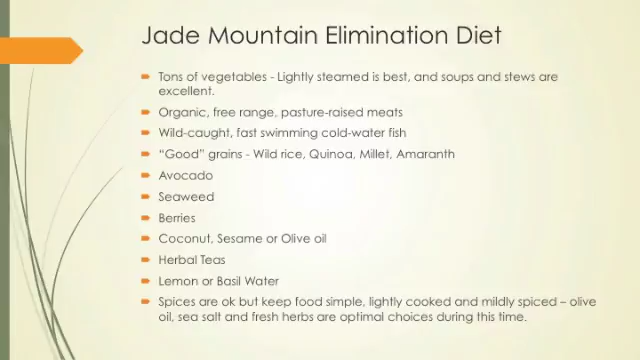 Jade Mountain Elimination Diet
Tons of vegetables - Lightly steamed is best, and soups and stews are
excellent.
Organic, free range, pasture-raised meats
Wild-caught, fast swimming cold-water fish
“Good” grains - Wild rice, Quinoa, Millet, Amaranth
Avocado
Seaweed
Berries
Coconut, Sesame or Olive oil
Herbal Teas
Lemon or Basil Water
Spices are ok but keep food simple, lightly cooked and mildly spiced – olive
oil, sea salt and fresh herbs are optimal choices during this time.